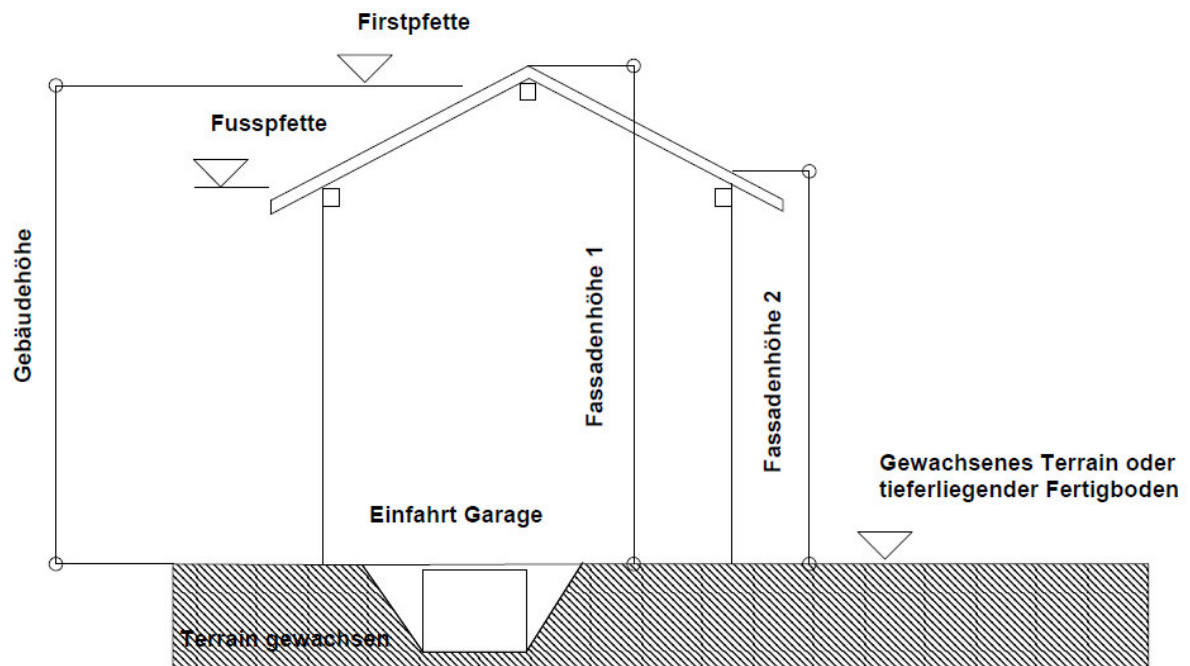 Firstpfette
Fusspfette
Gebäudehöhe
Fassadenhöhe 1
Fassadenhöhe 2
Gewachsenes Terrain oder
tieferliegender Fertigboden
Einfahrt Garage
Terrain gewachsen